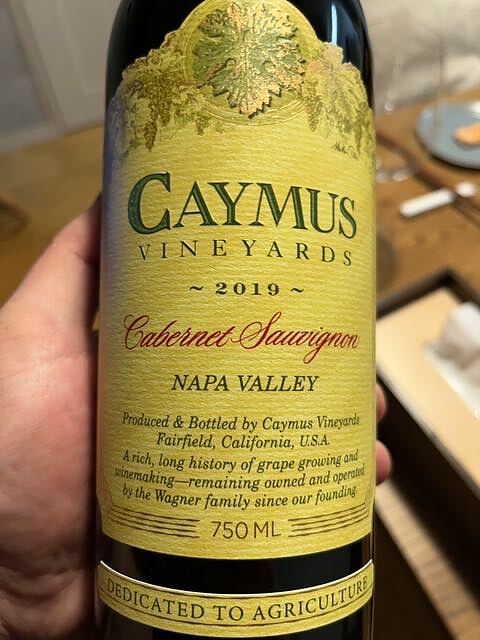 CAYMUS
VINEYARDS
~ 2019 ~
Cabernet Sauvignon
NAPA VALLEY
Produced & Bottled by Caymus Vineyards
Fairfield, California, U.S.A.
A rich, long history of grape growing and
winemaking—remaining owned and operated
by the Wagner family since our founding.
750 ML
DEDICATED TO AGRICULTURE